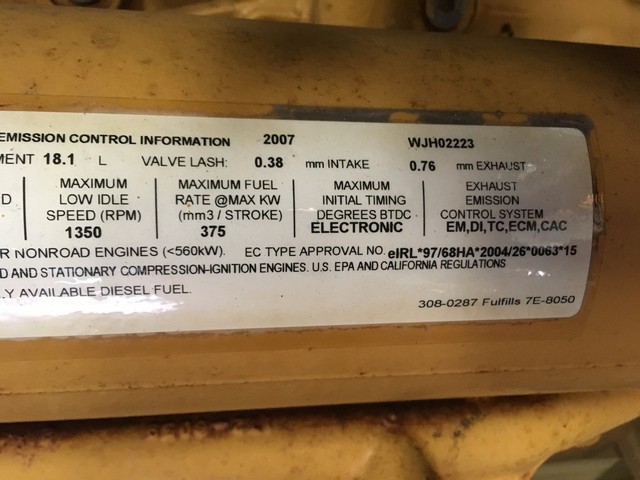 EMISSION CONTROL INFORMATION 2007 WJH02223
MENT 18.1 L VALVE LASH: 0.38 mm INTAKE 0.76 mm EXHAUST
MAXIMUM LOW IDLE SPEED (RPM) 1350
MAXIMUM FUEL RATE @MAX KW (mm3 / STROKE) 375
MAXIMUM INITIAL TIMING DEGREES BTDC ELECTRONIC
EXHAUST EMISSION CONTROL SYSTEM EM,DI,TC,ECM,CAC
R NONROAD ENGINES (<560kW). EC TYPE APPROVAL NO. eIRL*97/68HA*2004/26*0063*15
D AND STATIONARY COMPRESSION-IGNITION ENGINES. U.S. EPA AND CALIFORNIA REGULATIONS
LY AVAILABLE DIESEL FUEL.
308-0287 Fulfills 7E-8050